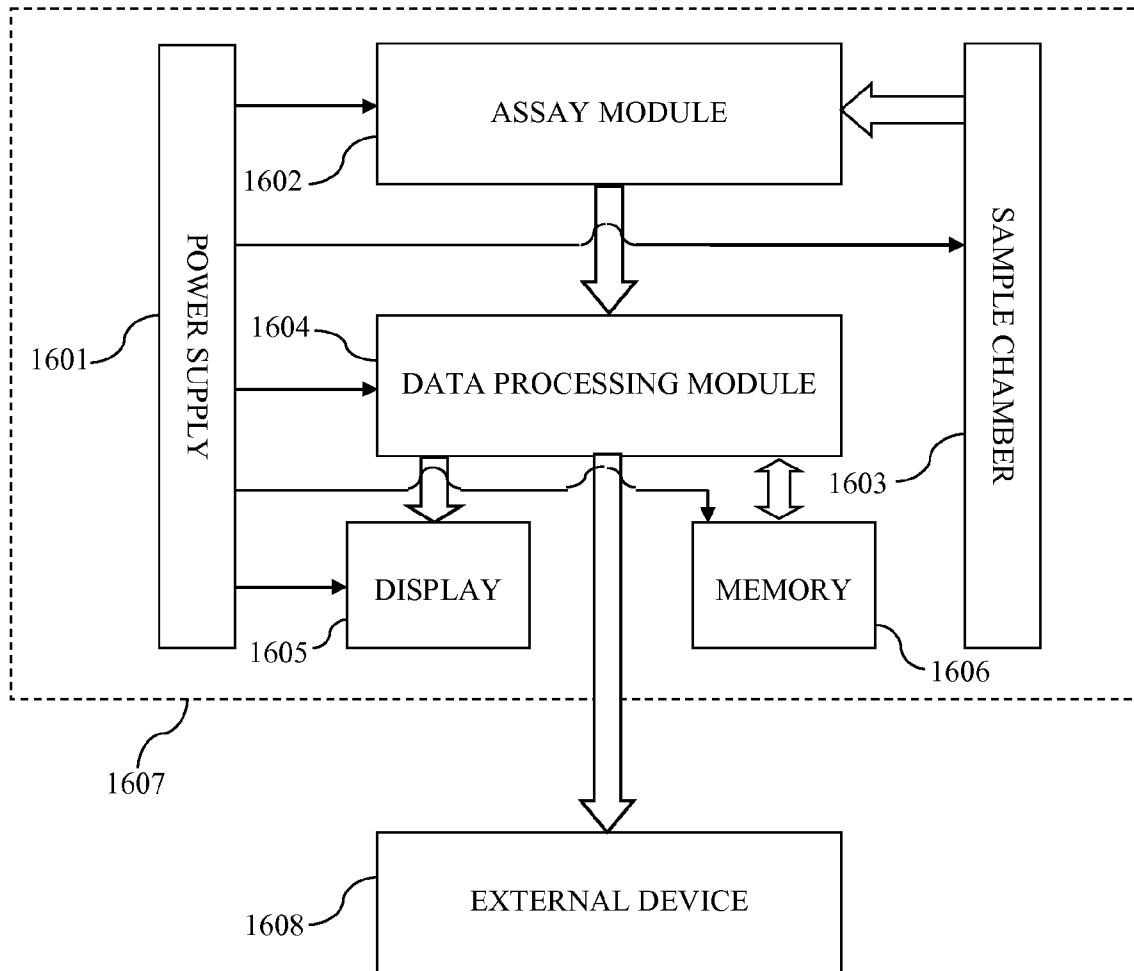 ASSAY MODULE
1602
POWER SUPPLY
1601
SAMPLE CHAMBER
1603
1604
DATA PROCESSING MODULE
DISPLAY
1605
MEMORY
1606
1607
EXTERNAL DEVICE
1608